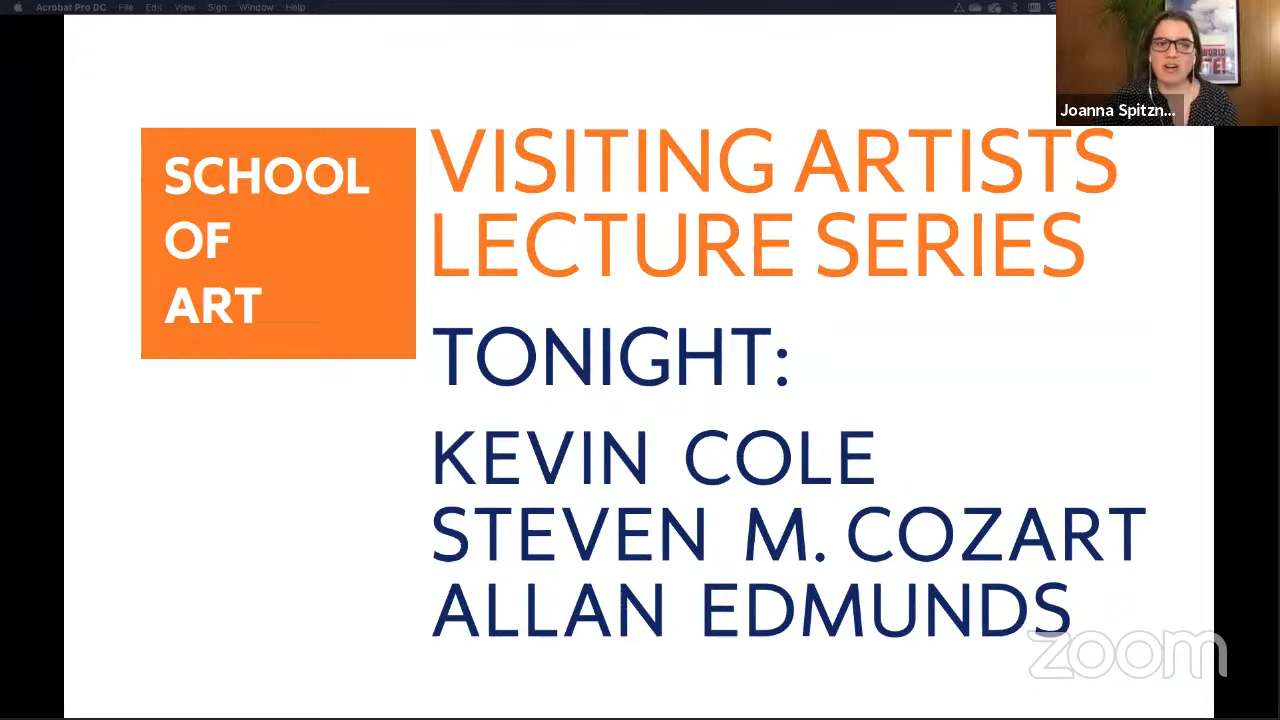 Acrobat Pro DC File Edit View Sign Window Help
Joanna Spitzn...
SCHOOL
OF
ART
VISITING ARTISTS
LECTURE SERIES
TONIGHT:
KEVIN COLE
STEVEN M. COZART
ALLAN EDMUNDS
zoom